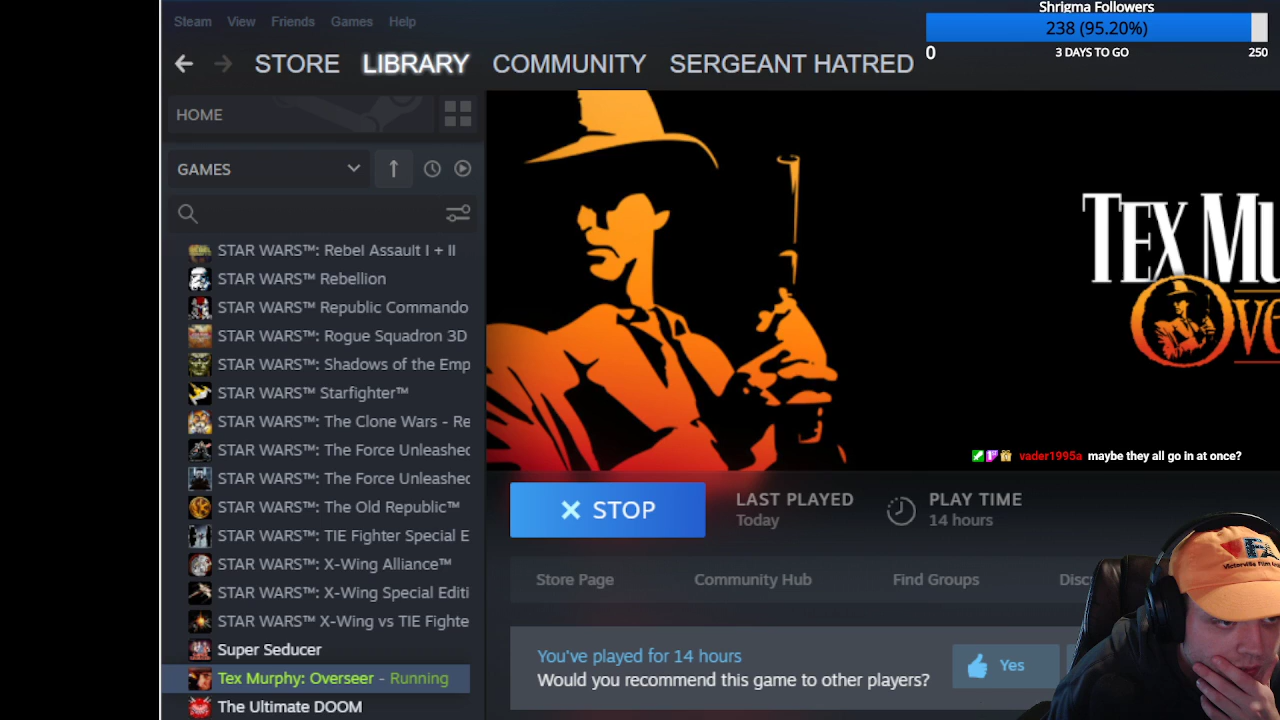 Steam View Friends Games Help
STORE LIBRARY COMMUNITY SERGEANT HATRED
Shrigma Followers
238 (95.20%)
0 3 DAYS TO GO 250
HOME
GAMES
STAR WARS™: Rebel Assault I + II
STAR WARS™ Rebellion
STAR WARS™ Republic Commando
STAR WARS™: Rogue Squadron 3D
STAR WARS™: Shadows of the Emp
STAR WARS™ Starfighter™
STAR WARS™: The Clone Wars - Re
STAR WARS™: The Force Unleashed
STAR WARS™: The Force Unleashed
STAR WARS™: The Old Republic™
STAR WARS™: TIE Fighter Special E
STAR WARS™: X-Wing Alliance™
STAR WARS™: X-Wing Special Editi
STAR WARS™ X-Wing vs TIE Fighte
Super Seducer
Tex Murphy: Overseer - Running
The Ultimate DOOM
TEX MU
OVE
vader1995a maybe they all go in at once?
STOP
LAST PLAYED
Today
PLAY TIME
14 hours
Store Page Community Hub Find Groups Disc
You've played for 14 hours
Would you recommend this game to other players?
Yes